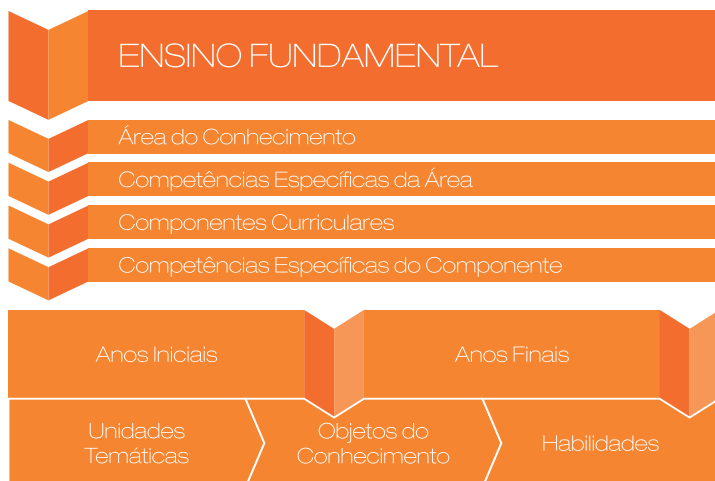 ENSINO FUNDAMENTAL
Área do Conhecimento
Competências Específicas da Área
Componentes Curriculares
Competências Específicas do Componente
Anos Iniciais
Anos Finais
Unidades
Temáticas
Objetos do
Conhecimento
Habilidades